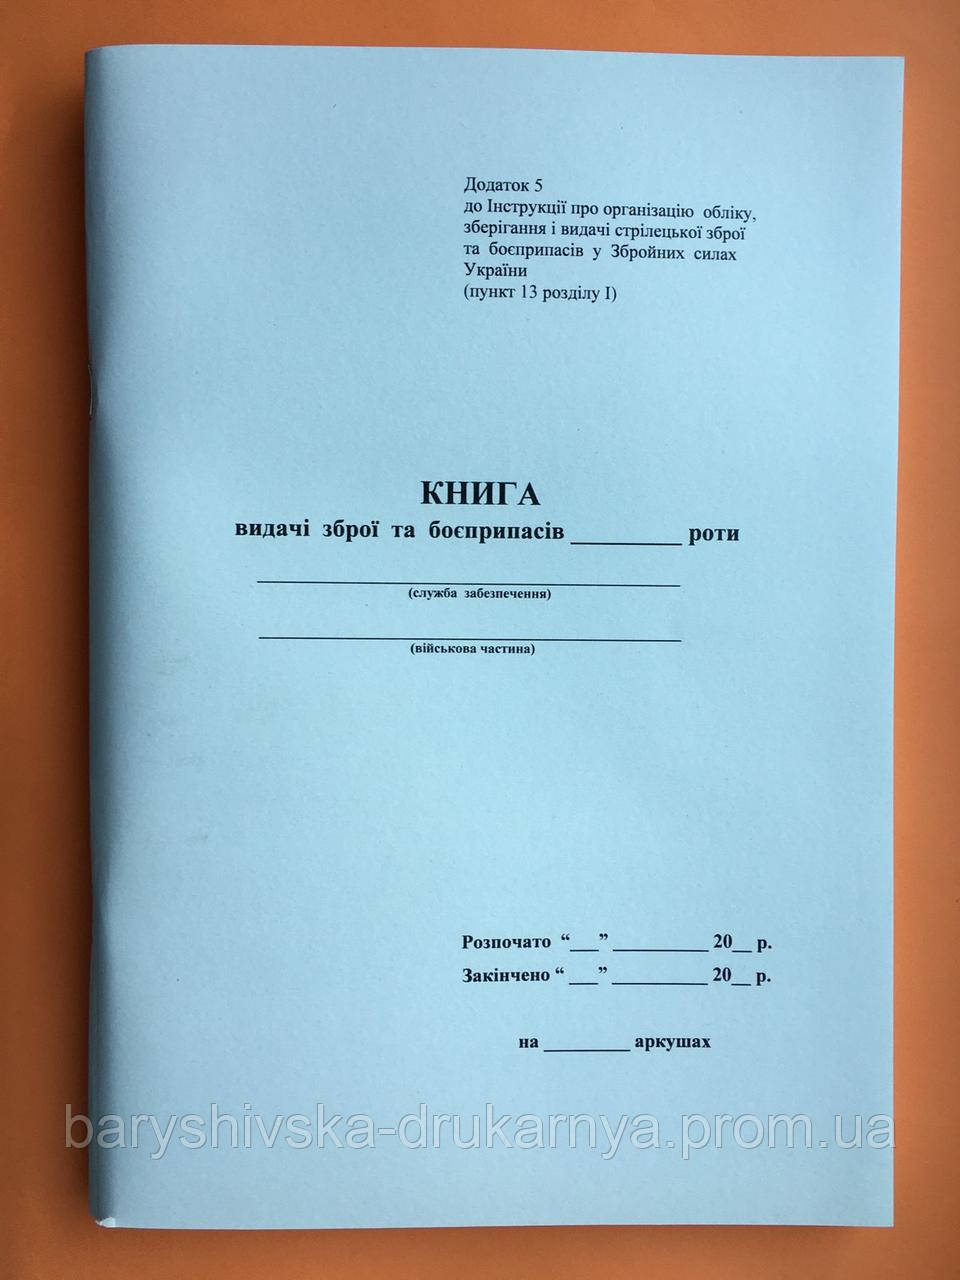 Додаток 5
до Інструкції про організацію обліку,
зберігання і видачі стрілецької зброї
та боєприпасів у Збройних силах
України
(пункт 13 розділу І)
КНИГА
видачі зброї та боєприпасів _________ роти
(служба забезпечення)
(військова частина)
Розпочато “___” __________ 20__ р.
Закінчено “ ___” __________ 20__ р.
на _________ аркушах
baryshivska-drukarnya.prom.ua